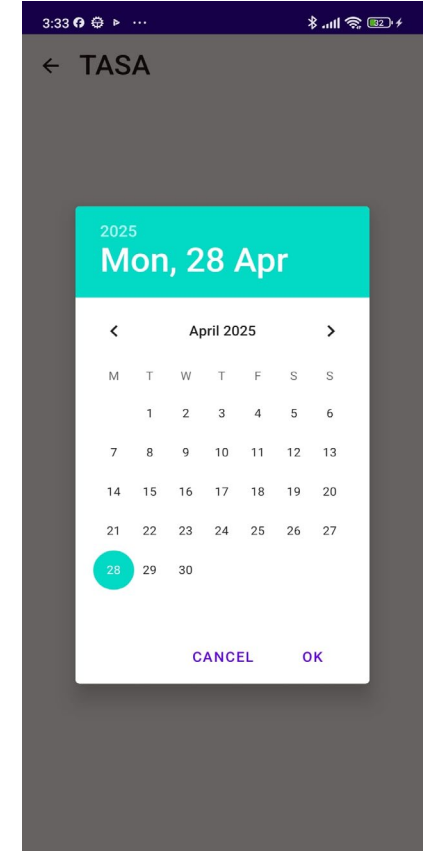 3:33 82
TASA
2025
Mon, 28 Apr
April 2025
M T W T F S S
1 2 3 4 5 6
7 8 9 10 11 12 13
14 15 16 17 18 19 20
21 22 23 24 25 26 27
28 29 30
CANCEL OK